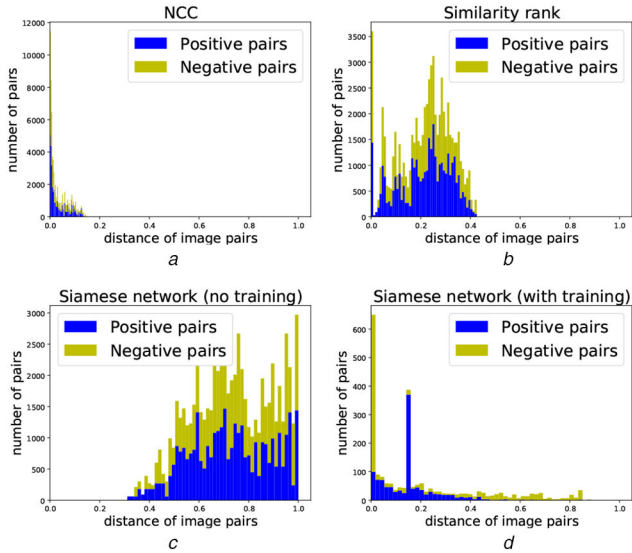 NCC
12000
10000
8000
6000
4000
2000
0
number of pairs
Positive pairs
Negative pairs
0.0 0.2 0.4 0.6 0.8 1.0
distance of image pairs
a
Similarity rank
3500
3000
2500
2000
1500
1000
500
0
number of pairs
Positive pairs
Negative pairs
0.0 0.2 0.4 0.6 0.8 1.0
distance of image pairs
b
Siamese network (no training)
3000
2500
2000
1500
1000
500
0
number of pairs
Positive pairs
Negative pairs
0.0 0.2 0.4 0.6 0.8 1.0
distance of image pairs
c
Siamese network (with training)
600
500
400
300
200
100
0
number of pairs
Positive pairs
Negative pairs
0.0 0.2 0.4 0.6 0.8 1.0
distance of image pairs
d